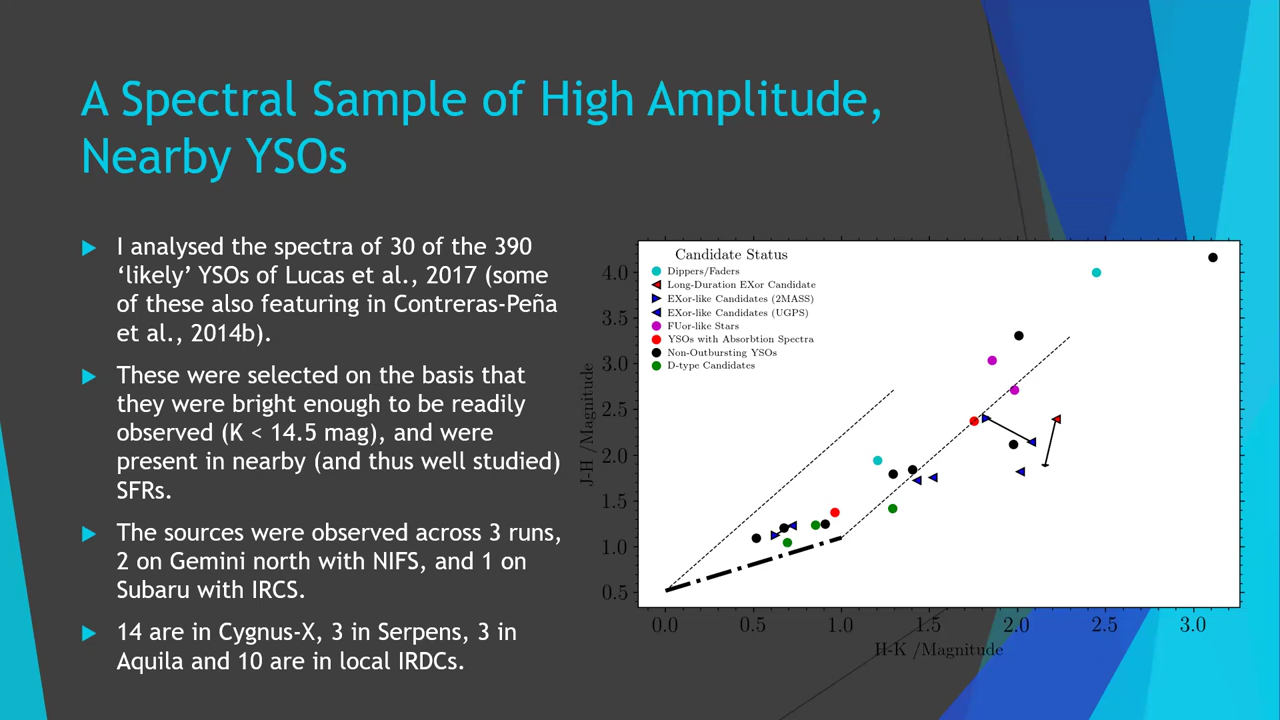 A Spectral Sample of High Amplitude,
Nearby YSOs
I analysed the spectra of 30 of the 390
‘likely’ YSOs of Lucas et al., 2017 (some
of these also featuring in Contreras-Peña
et al., 2014b).
These were selected on the basis that
they were bright enough to be readily
observed (K < 14.5 mag), and were
present in nearby (and thus well studied)
SFRs.
The sources were observed across 3 runs,
2 on Gemini north with NIFS, and 1 on
Subaru with IRCS.
14 are in Cygnus-X, 3 in Serpens, 3 in
Aquila and 10 are in local IRDCs.
Candidate Status
Dippers/Faders
Long-Duration EXor Candidate
EXor-like Candidates (2MASS)
EXor-like Candidates (UGPS)
FUor-like Stars
YSOs with Absorbtion Spectra
Non-Outbursting YSOs
D-type Candidates
J-H /Magnitude
4.0
3.5
3.0
2.5
2.0
1.5
1.0
0.5
0.0 0.5 1.0 1.5 2.0 2.5 3.0
H-K /Magnitude